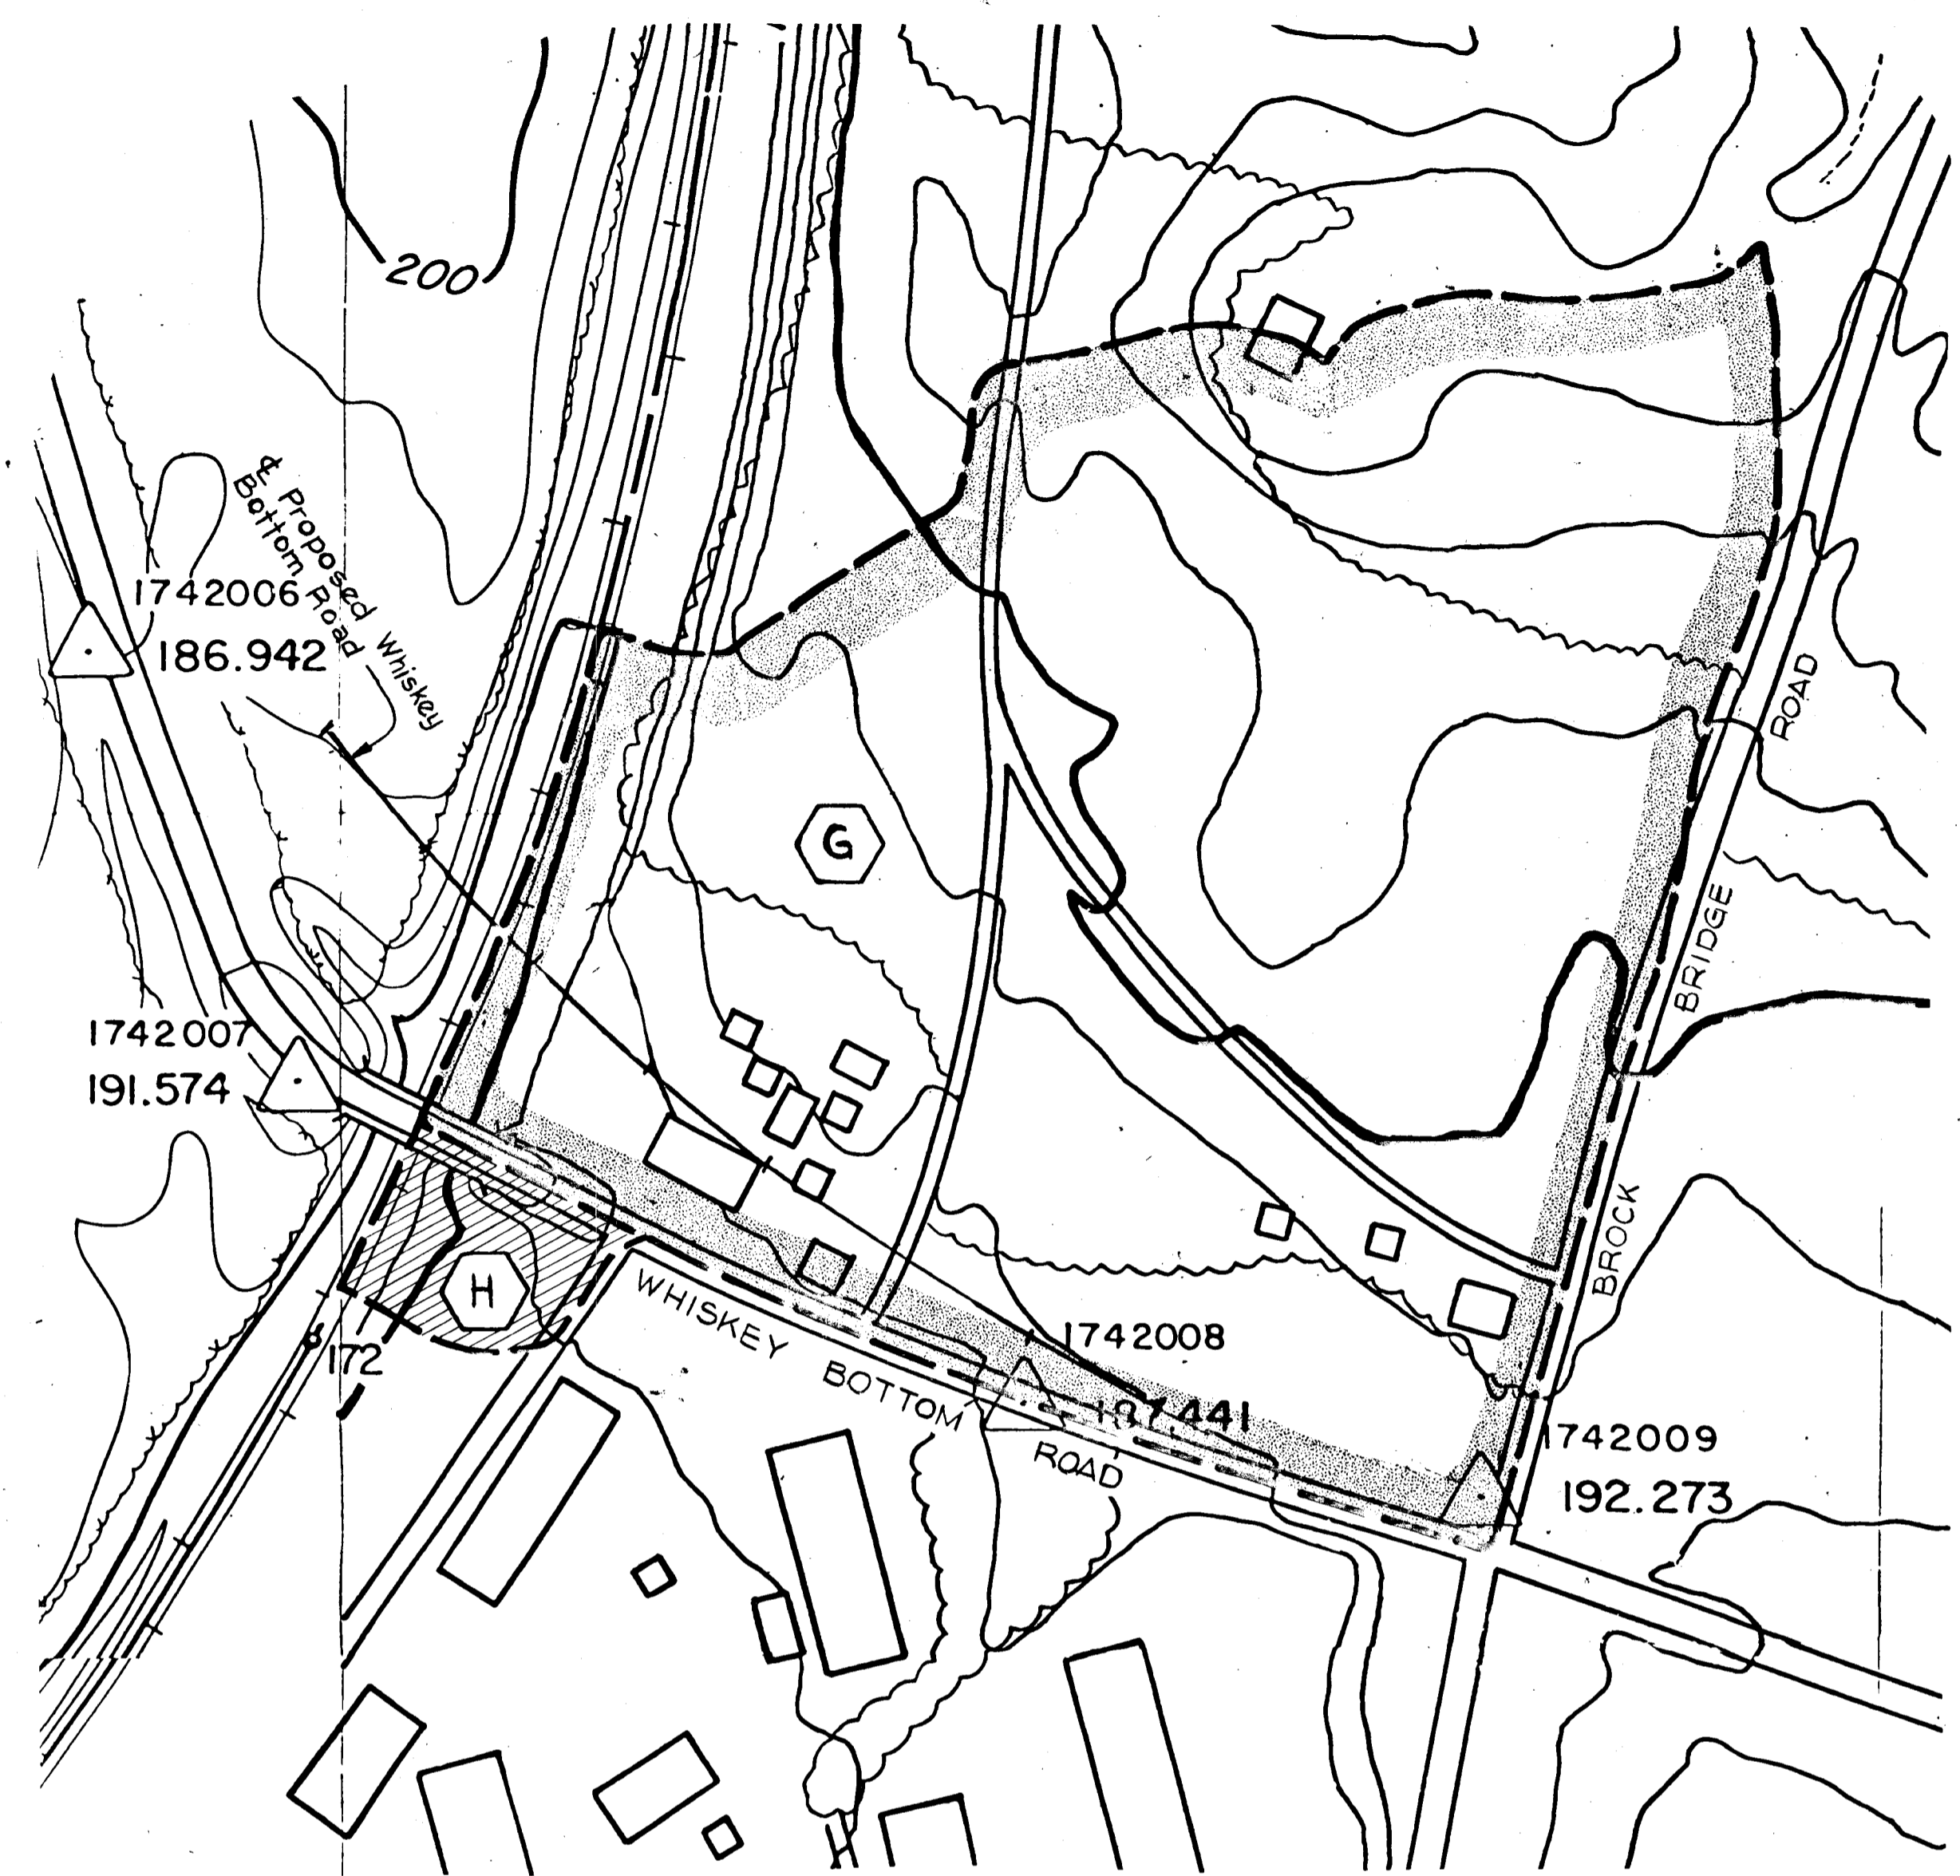 200
℄ Proposed Whiskey
Bottom Road
1742006
186.942
G
ROAD
BRIDGE
BROCK
1742007
191.574
H
172
WHISKEY BOTTOM ROAD
1742008
1742009
192.273